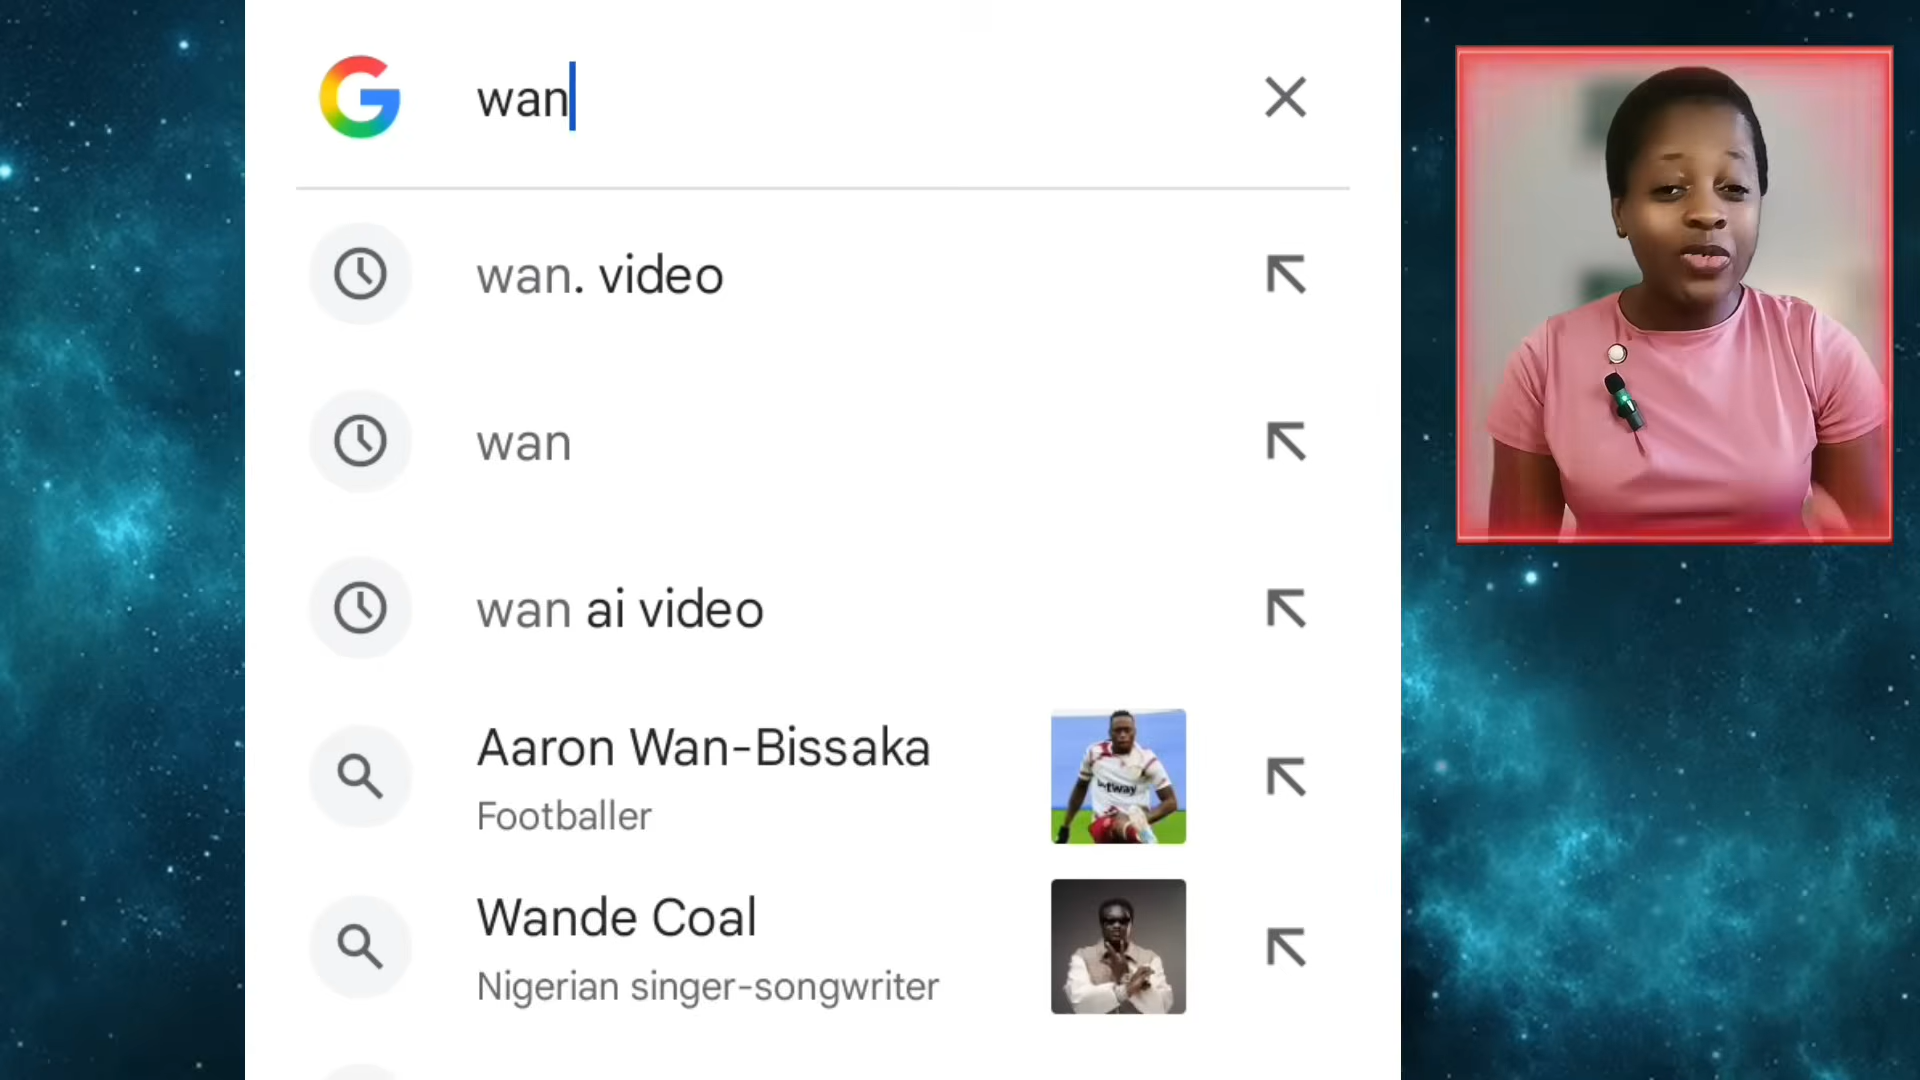 wan
wan. video
wan
wan ai video
Aaron Wan-Bissaka
Footballer
Wande Coal
Nigerian singer-songwriter